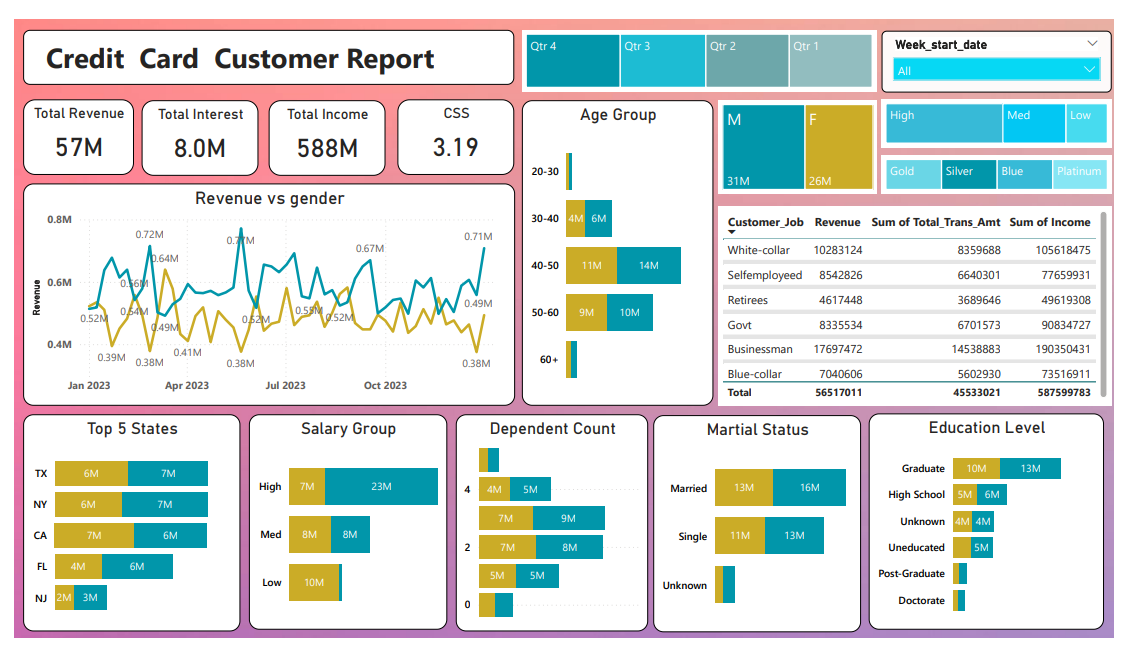 Credit Card Customer Report
Qtr 4 Qtr 3 Qtr 2 Qtr 1
Week_start_date
All
Total Revenue
57M
Total Interest
8.0M
Total Income
588M
CSS
3.19
Age Group
20-30
30-40 4M 6M
40-50 11M 14M
50-60 9M 10M
60+
M F
31M 26M
High Med Low
Gold Silver Blue Platinum
Revenue vs gender
Revenue
0.8M
0.6M
0.4M
0.72M
0.64M
0.56M
0.54M
0.49M
0.52M
0.39M
0.38M
0.41M
0.77M
0.52M
0.38M
0.55M
0.52M
0.67M
0.71M
0.49M
0.38M
Jan 2023 Apr 2023 Jul 2023 Oct 2023
Customer_Job Revenue Sum of Total_Trans_Amt Sum of Income
White-collar 10283124 8359688 105618475
Selfemployeed 8542826 6640301 77659931
Retirees 4617448 3689646 49619308
Govt 8335534 6701573 90834727
Businessman 17697472 14538883 190350431
Blue-collar 7040606 5602930 73516911
Total 56517011 45533021 587599783
Top 5 States
TX 6M 7M
NY 6M 7M
CA 7M 6M
FL 4M 6M
NJ 2M 3M
Salary Group
High 7M 23M
Med 8M 8M
Low 10M
Dependent Count
4 4M 5M
7M 9M
2 7M 8M
5M 5M
0
Martial Status
Married 13M 16M
Single 11M 13M
Unknown
Education Level
Graduate 10M 13M
High School 5M 6M
Unknown 4M 4M
Uneducated 5M
Post-Graduate
Doctorate